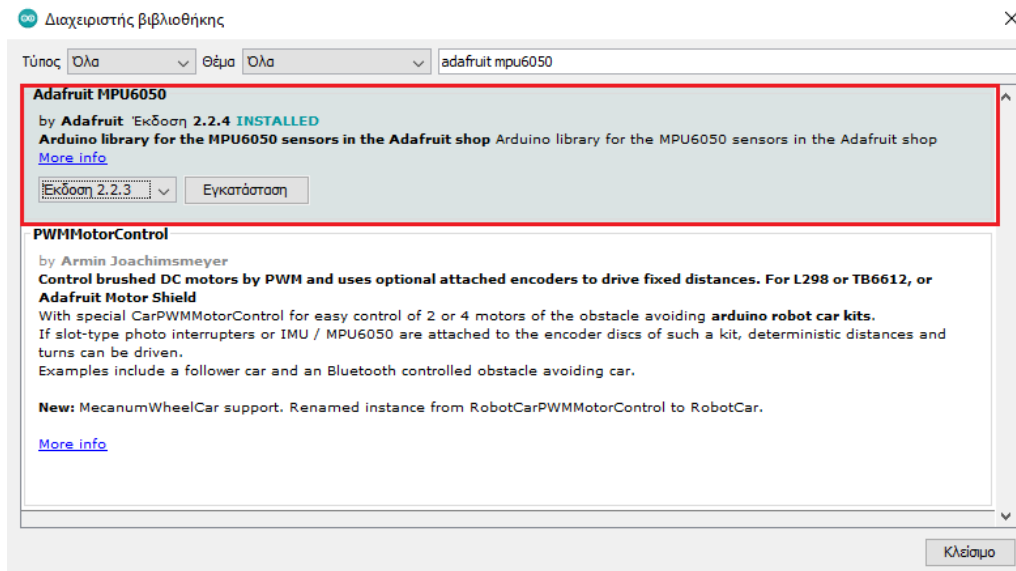 Διαχειριστής βιβλιοθήκης
Τύπος Όλα Θέμα Όλα adafruit mpu6050
Adafruit MPU6050
by Adafruit Έκδοση 2.2.4 INSTALLED
Arduino library for the MPU6050 sensors in the Adafruit shop Arduino library for the MPU6050 sensors in the Adafruit shop
More info
Έκδοση 2.2.3 Εγκατάσταση
PWMMotorControl
by Armin Joachimsmeyer
Control brushed DC motors by PWM and uses optional attached encoders to drive fixed distances. For L298 or TB6612, or
Adafruit Motor Shield
With special CarPWMMotorControl for easy control of 2 or 4 motors of the obstacle avoiding arduino robot car kits.
If slot-type photo interrupters or IMU / MPU6050 are attached to the encoder discs of such a kit, deterministic distances and
turns can be driven.
Examples include a follower car and an Bluetooth controlled obstacle avoiding car.
New: MecanumWheelCar support. Renamed instance from RobotCarPWMMotorControl to RobotCar.
More info
Κλείσιμο